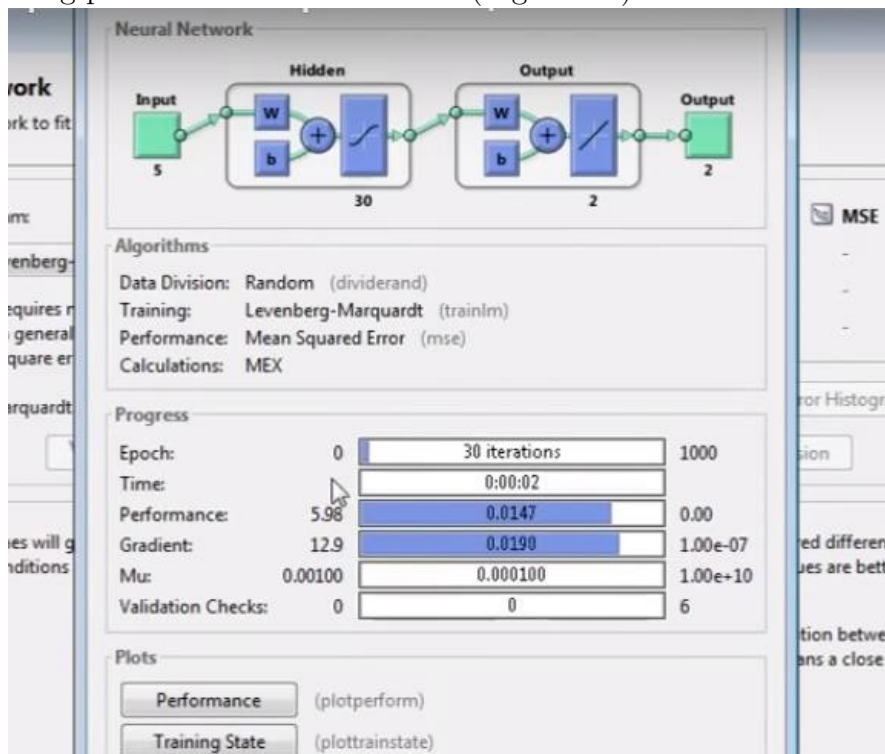 Neural Network
Hidden
Output
Input
Output
W
b
W
b
5
30
2
2
Algorithms
Data Division: Random (dividerand)
Training: Levenberg-Marquardt (trainlm)
Performance: Mean Squared Error (mse)
Calculations: MEX
Progress
Epoch: 0 30 iterations 1000
Time: 0:00:02
Performance: 5.98 0.0147 0.00
Gradient: 12.9 0.0190 1.00e-07
Mu: 0.00100 0.000100 1.00e+10
Validation Checks: 0 0 6
Plots
Performance (plotperform)
Training State (plottrainstate)
work
ork to fit
enberg-
equires
general
quare er
arquardt
es will g
nditions
MSE
-
-
-
ror Histogr
sion
red differen
ues are bett
tion betwe
ans a close